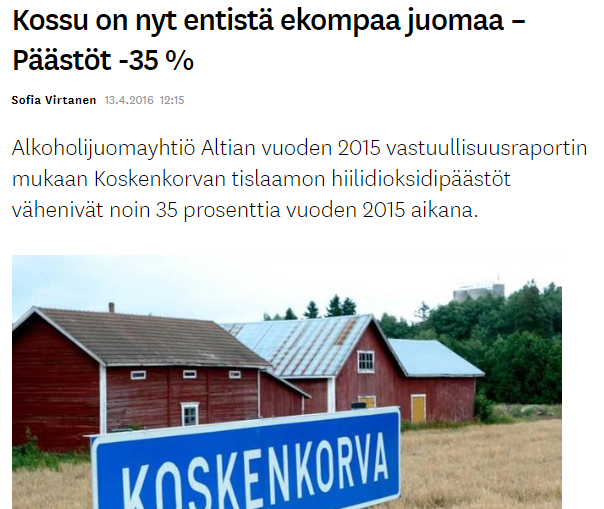 Kossu on nyt entistä ekompaa juomaa –
Päästöt -35 %
Sofia Virtanen 13.4.2016 12:15
Alkoholijuomayhtiö Altian vuoden 2015 vastuullisuusraportin
mukaan Koskenkorvan tislaamon hiilidioksidipäästöt
vähenivät noin 35 prosenttia vuoden 2015 aikana.
KOSKENKORVA